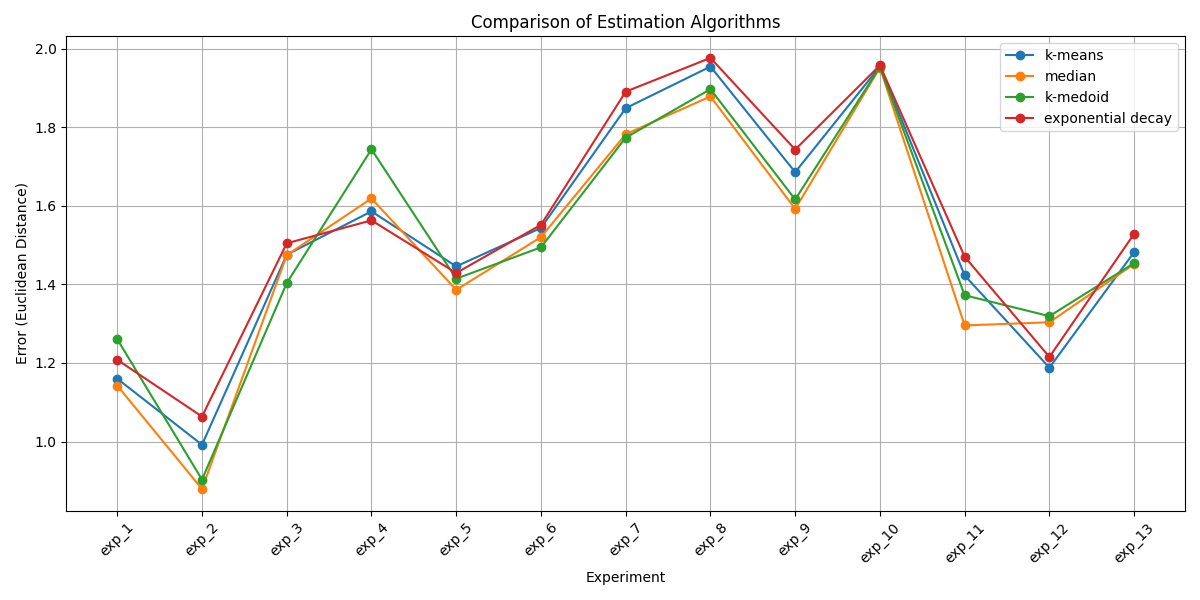 Comparison of Estimation Algorithms
k-means
median
k-medoid
exponential decay
Error (Euclidean Distance)
2.0
1.8
1.6
1.4
1.2
1.0
exp_1
exp_2
exp_3
exp_4
exp_5
exp_6
exp_7
exp_8
exp_9
exp_10
exp_11
exp_12
exp_13
Experiment